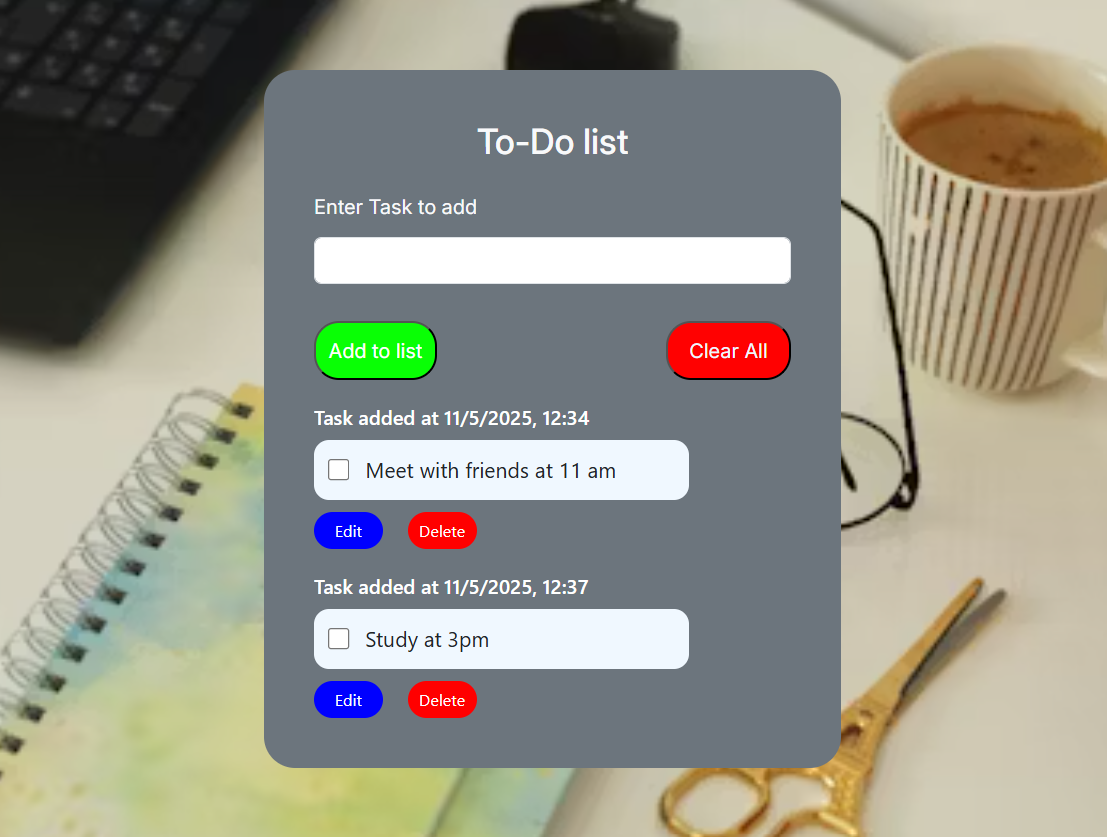 To-Do list
Enter Task to add
Add to list Clear All
Task added at 11/5/2025, 12:34
Meet with friends at 11 am
Edit Delete
Task added at 11/5/2025, 12:37
Study at 3pm
Edit Delete